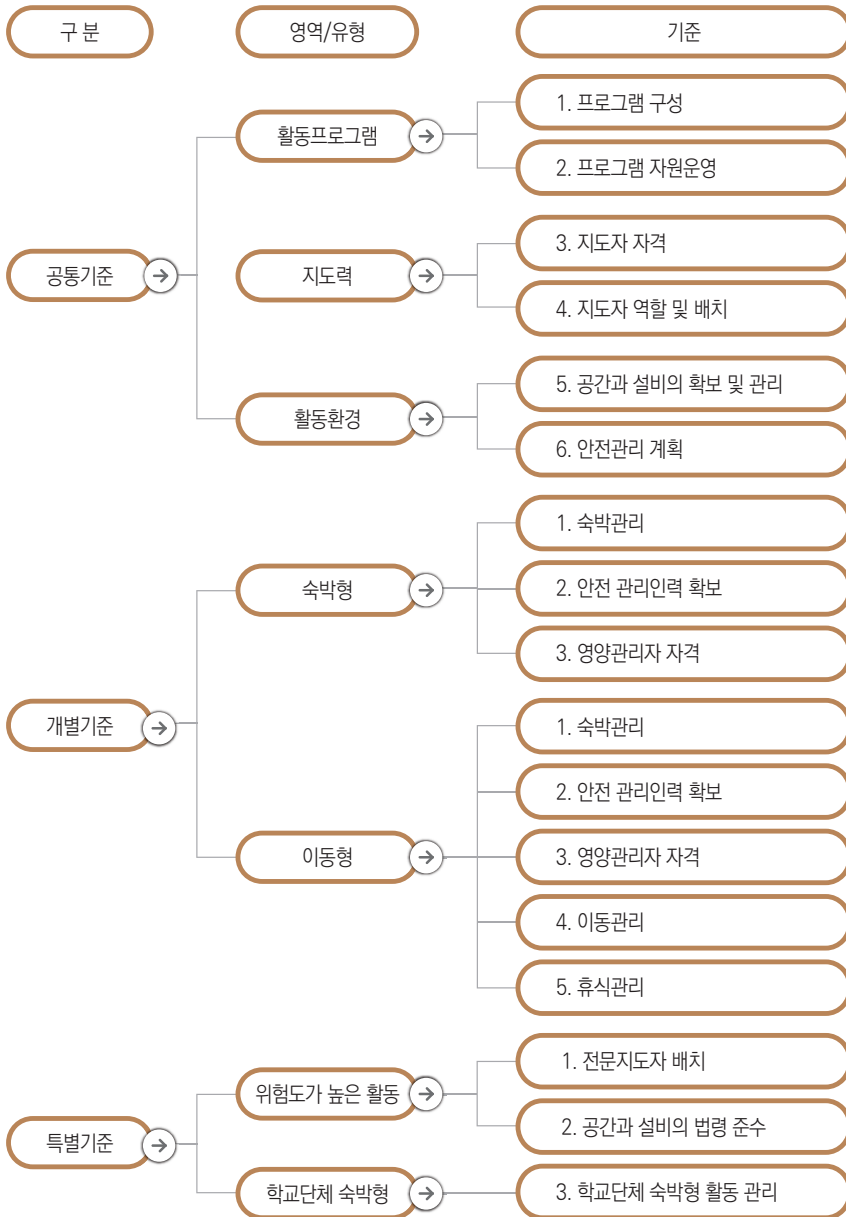 구 분
영역/유형
기준
공통기준
활동프로그램
1. 프로그램 구성
2. 프로그램 자원운영
지도력
3. 지도자 자격
4. 지도자 역할 및 배치
활동환경
5. 공간과 설비의 확보 및 관리
6. 안전관리 계획
개별기준
숙박형
1. 숙박관리
2. 안전 관리인력 확보
3. 영양관리자 자격
이동형
1. 숙박관리
2. 안전 관리인력 확보
3. 영양관리자 자격
4. 이동관리
5. 휴식관리
특별기준
위험도가 높은 활동
1. 전문지도자 배치
2. 공간과 설비의 법령 준수
학교단체 숙박형
3. 학교단체 숙박형 활동 관리